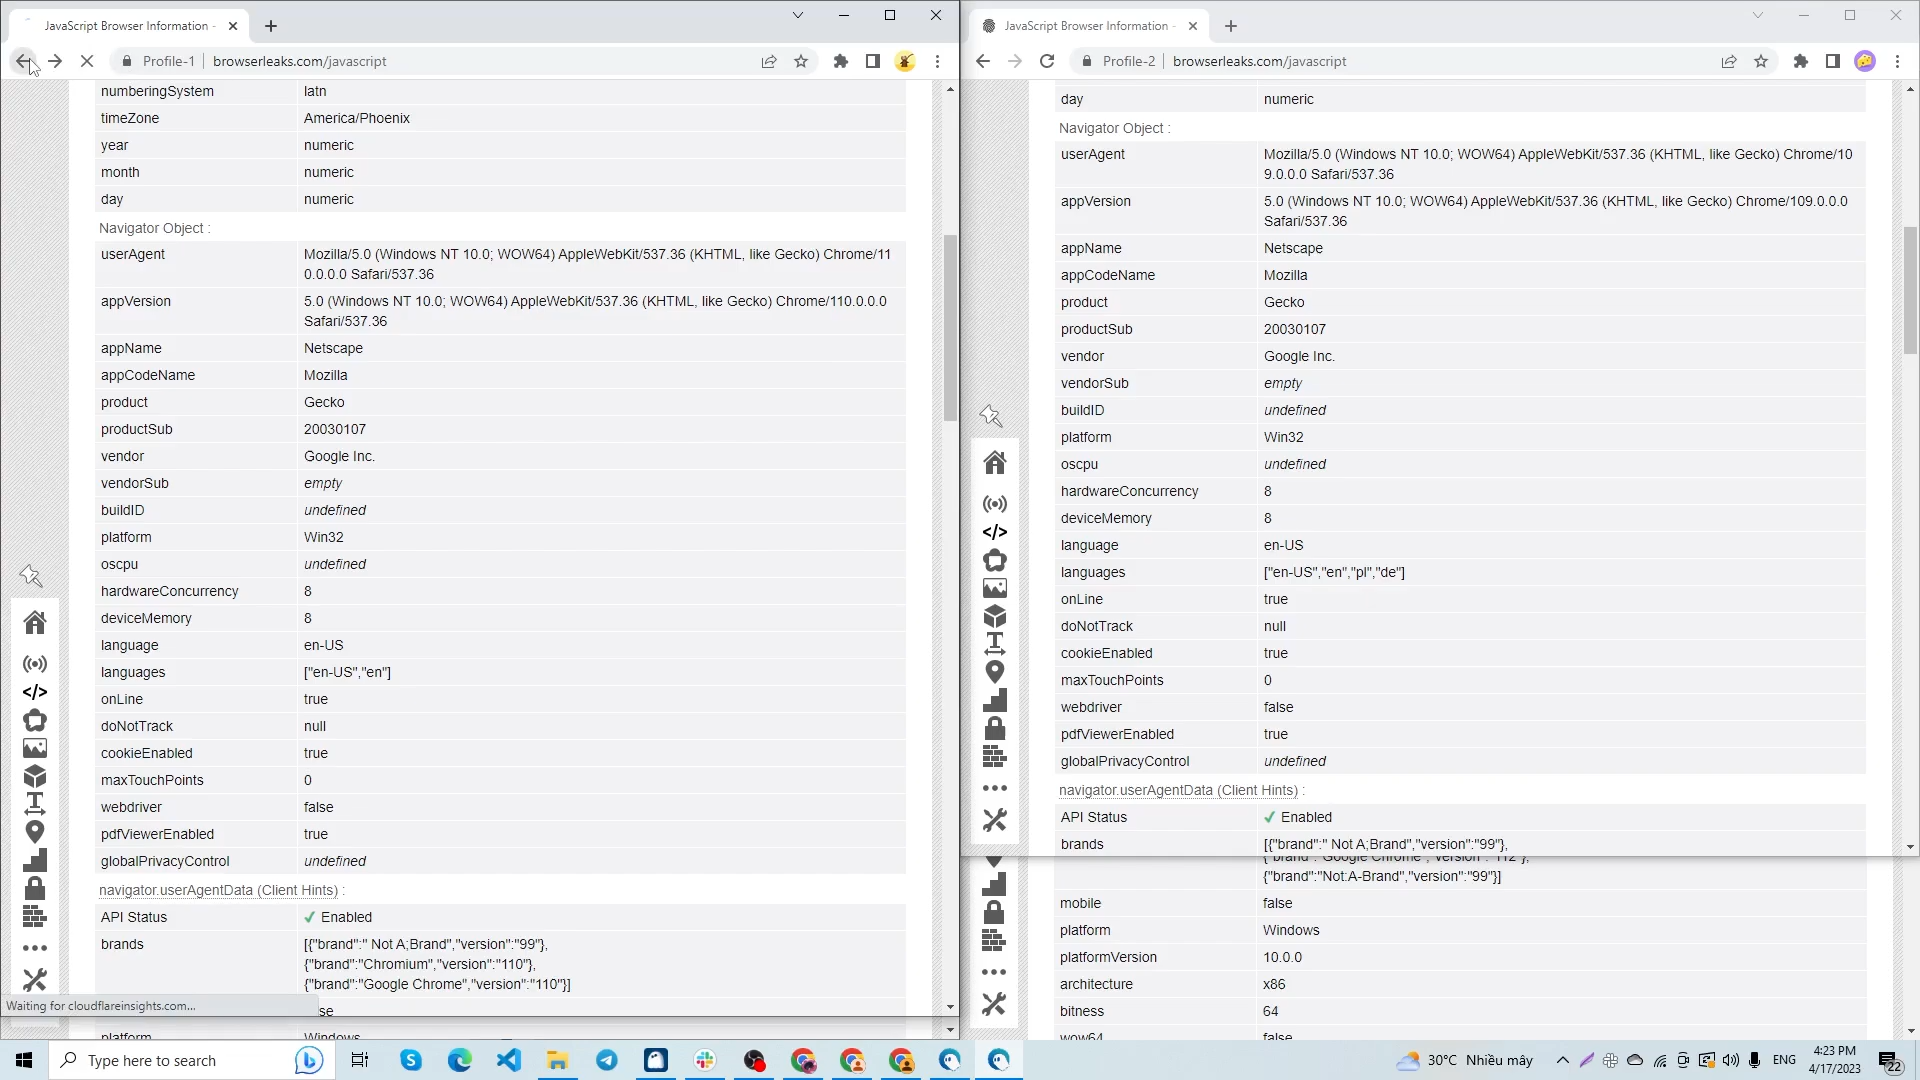 JavaScript Browser Information -
Profile-1
browserleaks.com/javascript
numberingSystem latn
timeZone America/Phoenix
year numeric
month numeric
day numeric
Navigator Object :
userAgent Mozilla/5.0 (Windows NT 10.0; WOW64) AppleWebKit/537.36 (KHTML, like Gecko) Chrome/11
0.0.0.0 Safari/537.36
appVersion 5.0 (Windows NT 10.0; WOW64) AppleWebKit/537.36 (KHTML, like Gecko) Chrome/110.0.0.0
Safari/537.36
appName Netscape
appCodeName Mozilla
product Gecko
productSub 20030107
vendor Google Inc.
vendorSub empty
buildID undefined
platform Win32
oscpu undefined
hardwareConcurrency 8
deviceMemory 8
language en-US
languages ["en-US","en"]
onLine true
doNotTrack null
cookieEnabled true
maxTouchPoints 0
webdriver false
pdfViewerEnabled true
globalPrivacyControl undefined
navigator.userAgentData (Client Hints) :
API Status ✓ Enabled
brands [{"brand":" Not A;Brand","version":"99"},
{"brand":"Chromium","version":"110"},
{"brand":"Google Chrome","version":"110"}]
Waiting for cloudflareinsights.com...
se
platform Windows
JavaScript Browser Information -
Profile-2
browserleaks.com/javascript
day numeric
Navigator Object :
userAgent Mozilla/5.0 (Windows NT 10.0; WOW64) AppleWebKit/537.36 (KHTML, like Gecko) Chrome/10
9.0.0.0 Safari/537.36
appVersion 5.0 (Windows NT 10.0; WOW64) AppleWebKit/537.36 (KHTML, like Gecko) Chrome/109.0.0.0
Safari/537.36
appName Netscape
appCodeName Mozilla
product Gecko
productSub 20030107
vendor Google Inc.
vendorSub empty
buildID undefined
platform Win32
oscpu undefined
hardwareConcurrency 8
deviceMemory 8
language en-US
languages ["en-US","en","pl","de"]
onLine true
doNotTrack null
cookieEnabled true
maxTouchPoints 0
webdriver false
pdfViewerEnabled true
globalPrivacyControl undefined
navigator.userAgentData (Client Hints) :
API Status ✓ Enabled
brands [{"brand":" Not A;Brand","version":"99"},
{"brand":"Google Chrome","version":"112"},
{"brand":"Not:A-Brand","version":"99"}]
mobile false
platform Windows
platformVersion 10.0.0
architecture x86
bitness 64
wow64 false
Type here to search
30°C Nhiều mây
ENG
4:23 PM
4/17/2023
22